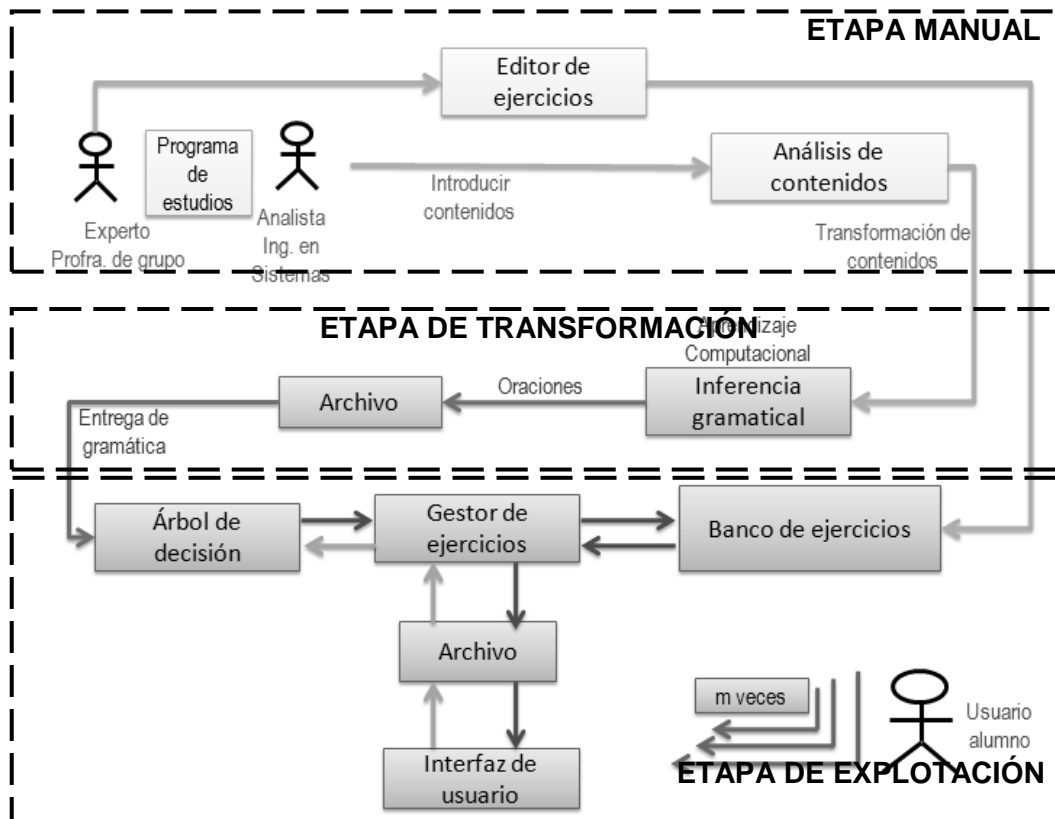 ETAPA MANUAL
Editor de
ejercicios
Programa
de
estudios
Análisis de
contenidos
Introducir
contenidos
Experto
Profra. de grupo
Analista
Ing. en
Sistemas
Transformación de
contenidos
ETAPA DE TRANSFORMACIÓN
Aprendizaje
Computacional
Archivo
Oraciones
Inferencia
gramatical
Entrega de
gramática
Árbol de
decisión
Gestor de
ejercicios
Banco de ejercicios
Archivo
m veces
Usuario
alumno
Interfaz de
usuario
ETAPA DE EXPLOTACIÓN